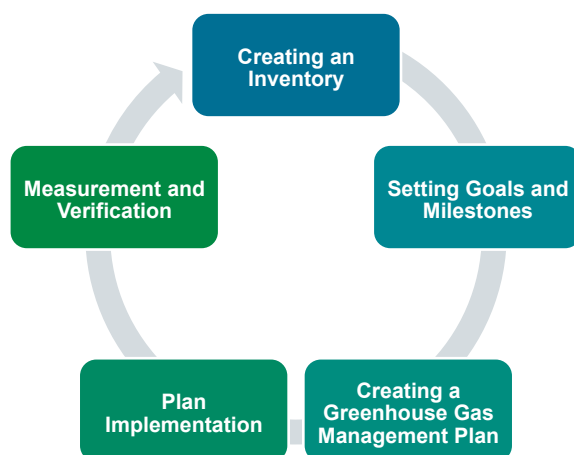 Creating an
Inventory
Setting Goals and
Milestones
Creating a
Greenhouse Gas
Management Plan
Plan
Implementation
Measurement and
Verification